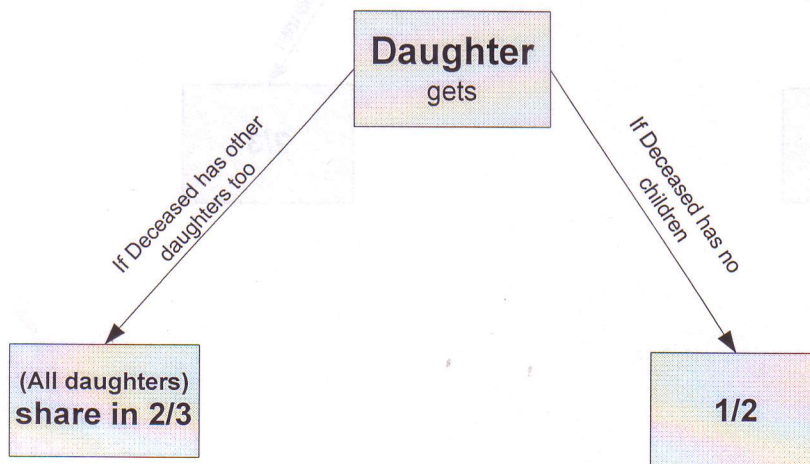 Daughter
gets
If Deceased has other
daughters too
If Deceased has no
children
(All daughters)
share in 2/3
1/2